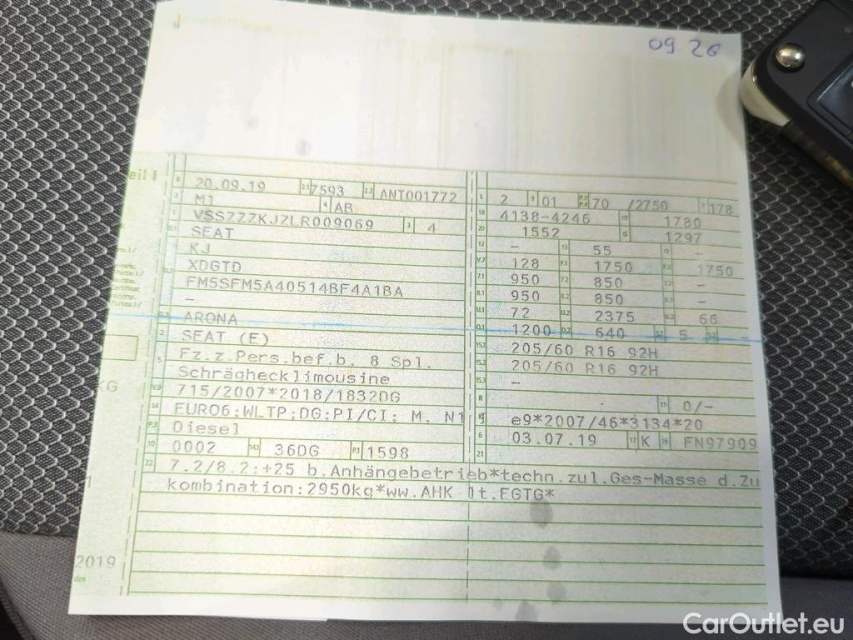 09 26
20.09.19 7593 ANT001772
M1 AR
VSSZZZKJZLR009069 4
SEAT
KJ
XDGTD
FM5SFM5A40514BF4A1BA
–
ARONA
SEAT (E)
Fz.z.Pers.bef.b. 8 Spl.
Schräghecklimousine
715/2007*2018/1832DG
EURO6;WLTP;DG;PI/CI; M, N1
Diesel
0002 36DG 1598
2 01 70 /2750 178
4138-4246 1780
1552 1297
– 55 –
128 1750 1750
950 850 –
950 850 –
72 2375 66
1200 640 5 –
205/60 R16 92H
205/60 R16 92H
–
– 0/–
e9*2007/46*3134*20
03.07.19 K FN97909
7.2/8.2:+25 b.Anhängebetrieb*techn.zul.Ges-Masse d.Zu
kombination:2950kg*ww.AHK lt.EGTG*
2019
CarOutlet.eu